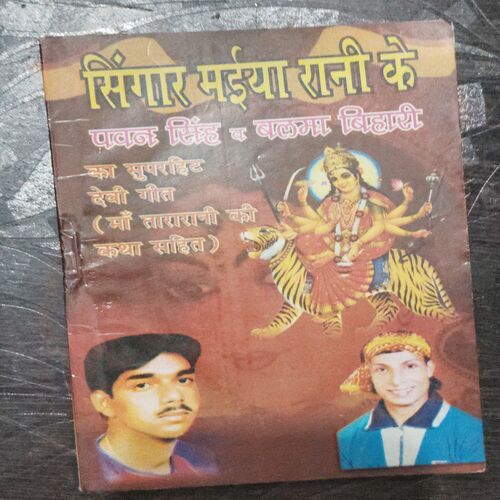 सिंगार मईया रानी के
पवन सिंह व बलमा बिहारी
का सुपरहिट
देवी गीत
( माँ तारारानी की
कथा सहित )